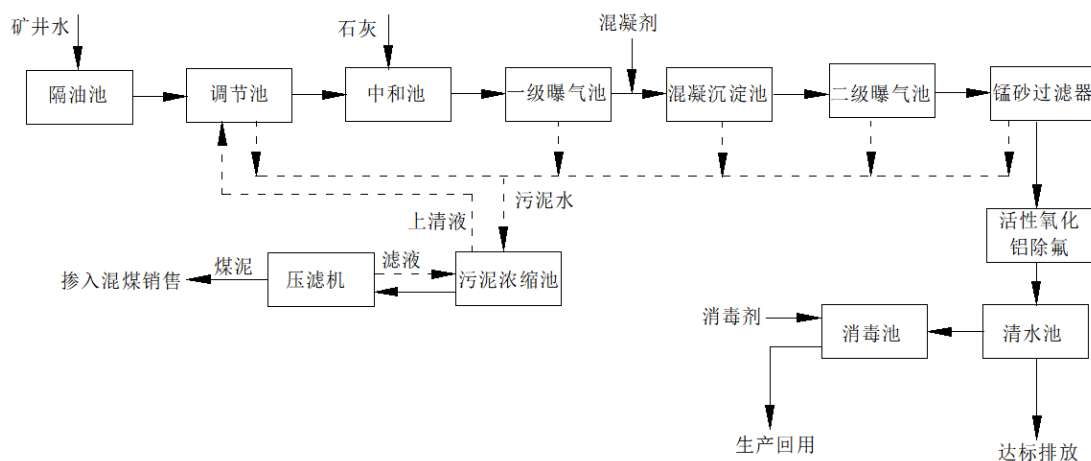 矿井水
石灰
混凝剂
隔油池
调节池
中和池
一级曝气池
混凝沉淀池
二级曝气池
锰砂过滤器
污泥水
上清液
活性氧化
铝除氟
煤泥
滤液
掺入混煤销售
压滤机
污泥浓缩池
消毒剂
消毒池
清水池
生产回用
达标排放